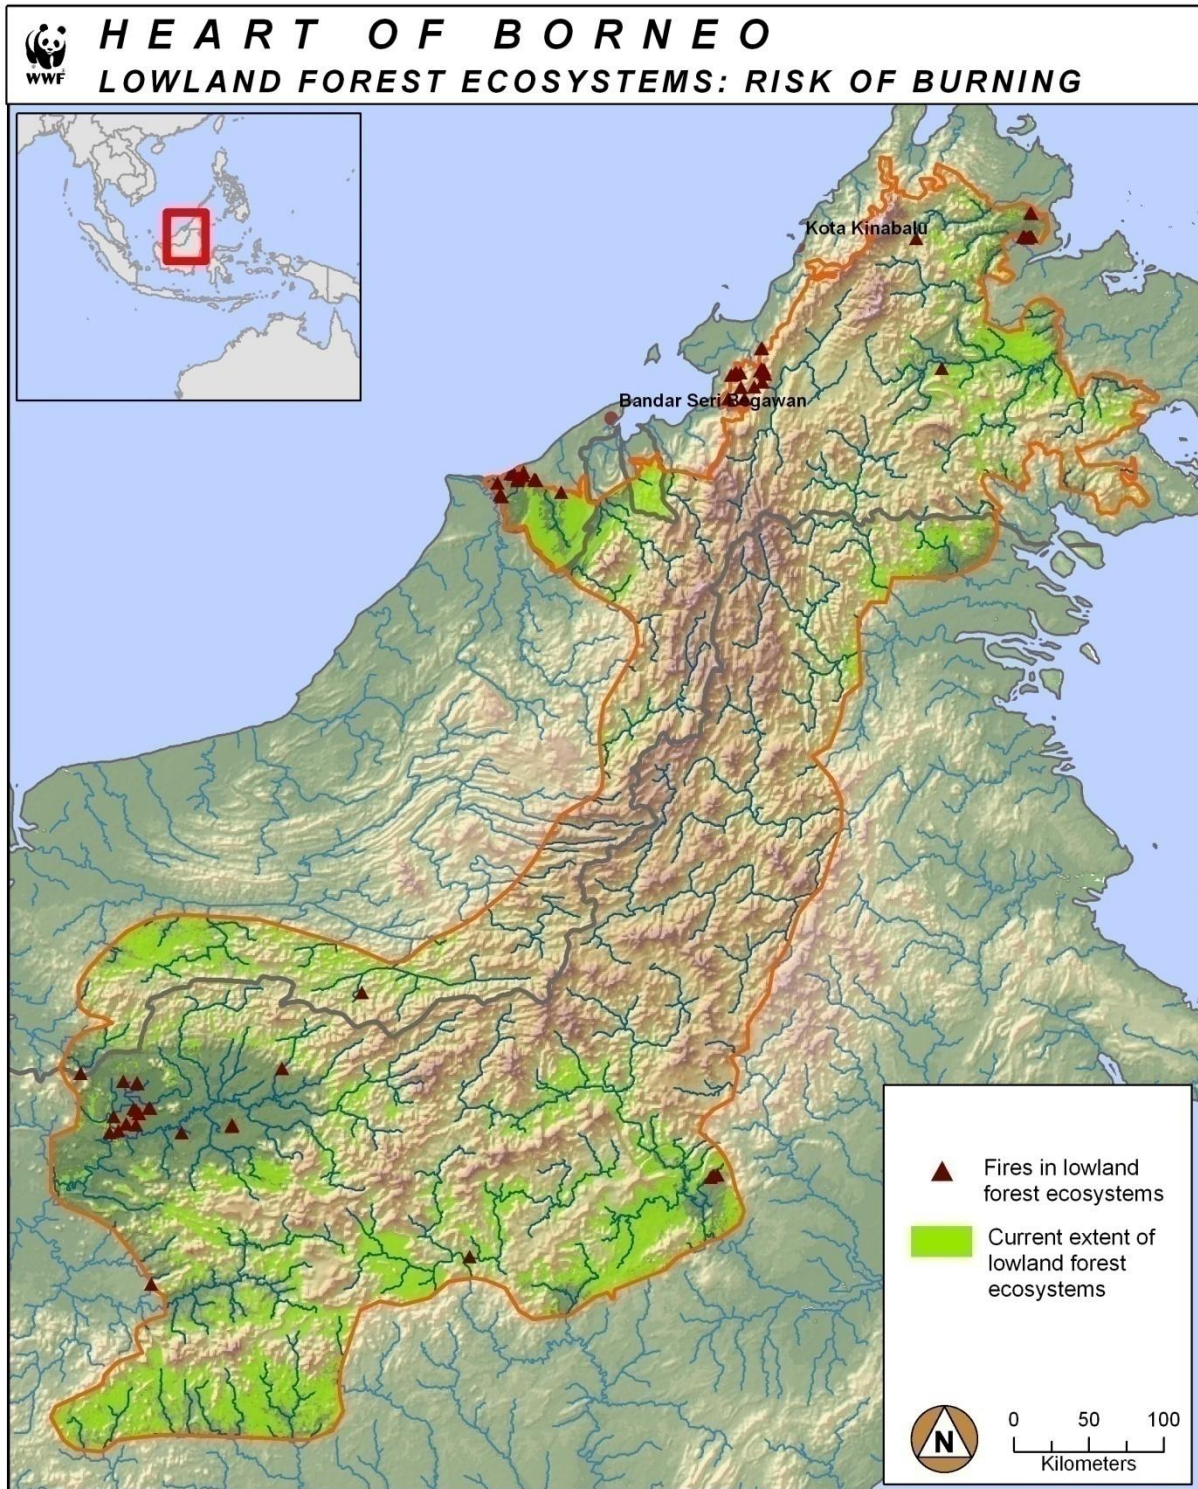 HEART OF BORNEO
WWF
LOWLAND FOREST ECOSYSTEMS: RISK OF BURNING
Kota Kinabalu
Bandar Seri Begawan
Fires in lowland
forest ecosystems
Current extent of
lowland forest
ecosystems
N
0 50 100
Kilometers